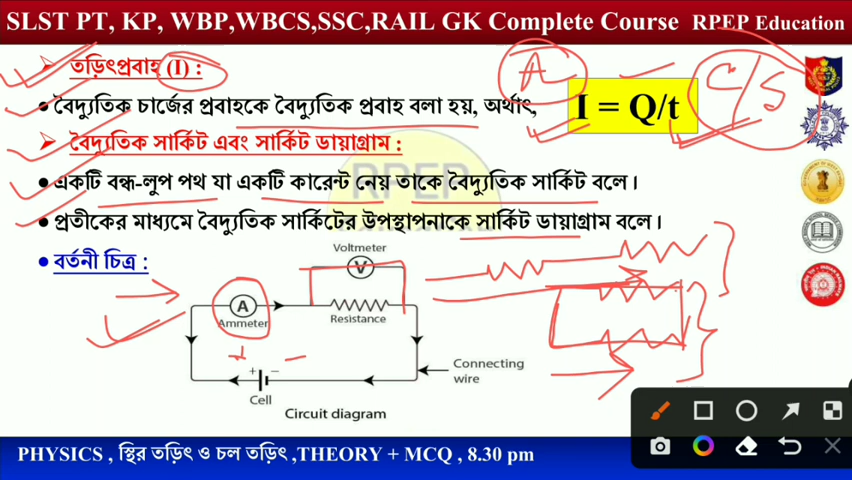 SLST PT, KP, WBP,WBCS,SSC,RAIL GK Complete Course RPEP Education
তড়িৎপ্রবাহ (I) :
A
C/S
বৈদ্যুতিক চার্জের প্রবাহকে বৈদ্যুতিক প্রবাহ বলা হয়, অর্থাৎ,
I = Q/t
বৈদ্যুতিক সার্কিট এবং সার্কিট ডায়াগ্রাম :
একটি বন্ধ-লুপ পথ যা একটি কারেন্ট নেয় তাকে বৈদ্যুতিক সার্কিট বলে।
প্রতীকের মাধ্যমে বৈদ্যুতিক সার্কিটের উপস্থাপনাকে সার্কিট ডায়াগ্রাম বলে।
বর্তনী চিত্র :
Voltmeter
V
A
Ammeter
Resistance
+ −
Connecting
wire
+ −
Cell
Circuit diagram
PHYSICS , স্থির তড়িৎ ও চল তড়িৎ ,THEORY + MCQ , 8.30 pm